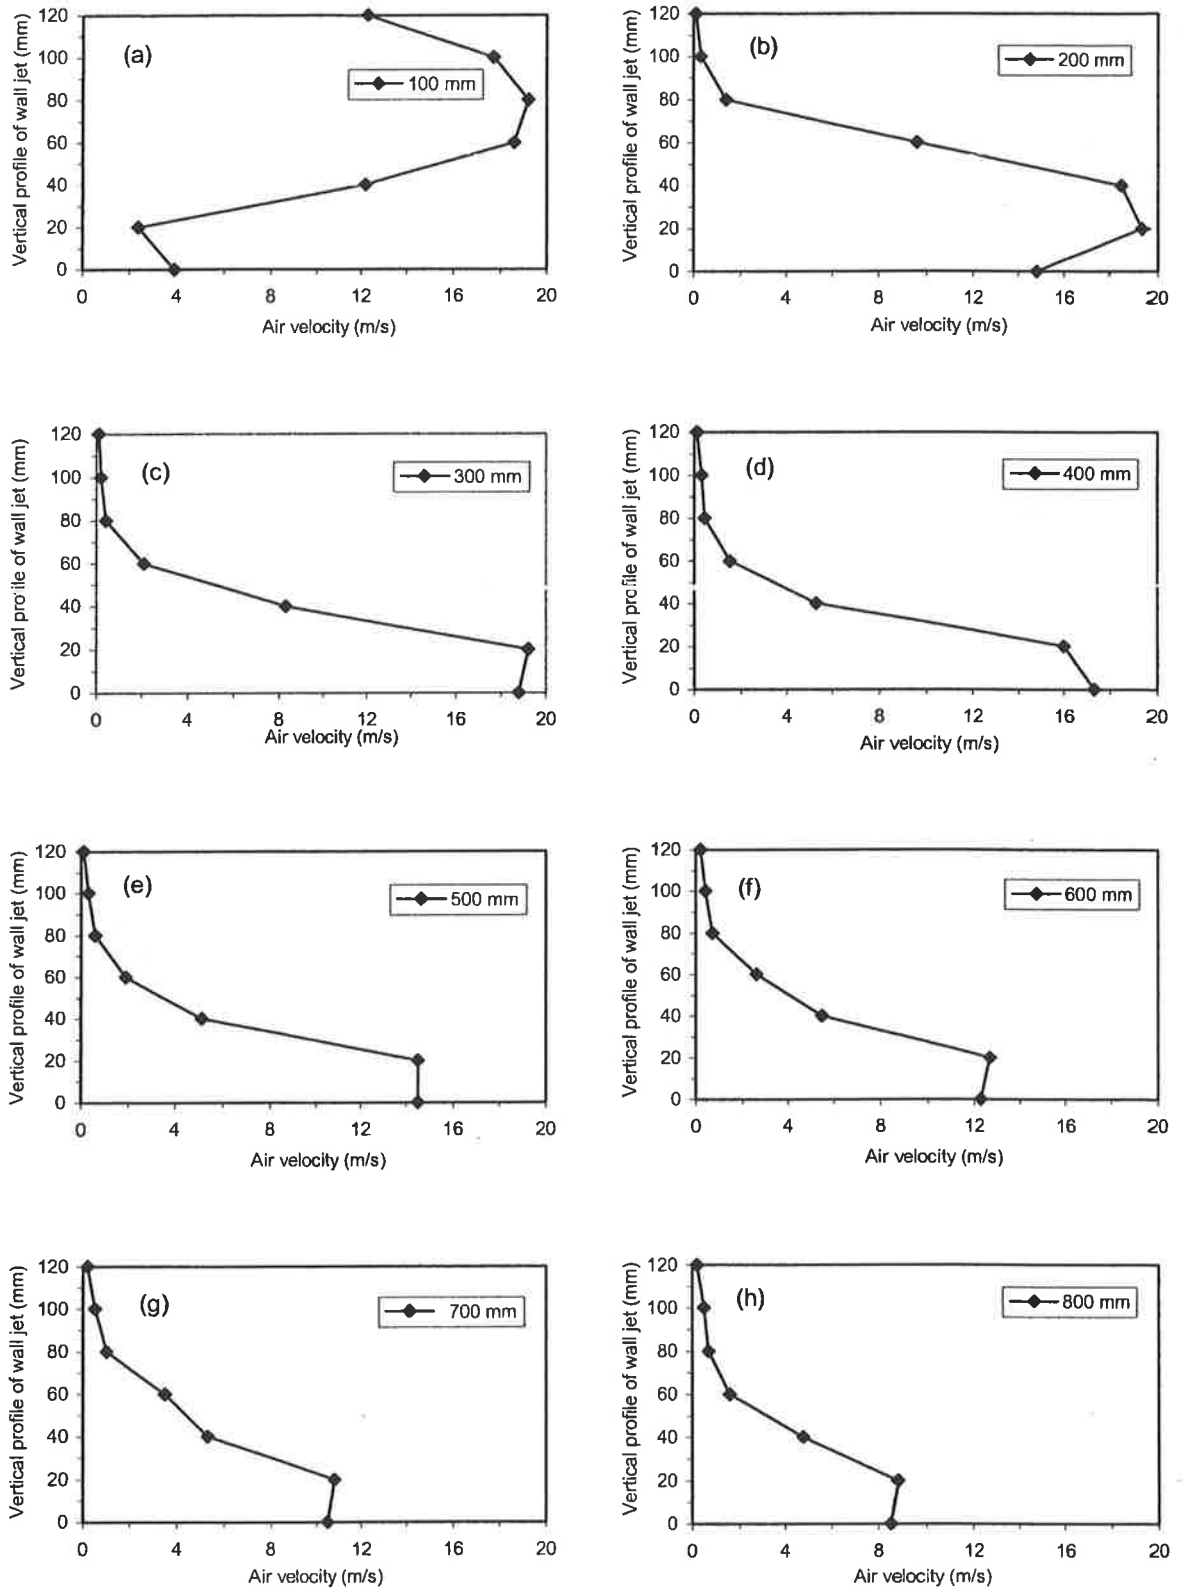 Vertical profile of wall jet (mm)
120
100
80
60
40
20
0
(a)
100 mm
0 4 8 12 16 20
Air velocity (m/s)
Vertical profile of wall jet (mm)
120
100
80
60
40
20
0
(b)
200 mm
0 4 8 12 16 20
Air velocity (m/s)
Vertical profile of wall jet (mm)
120
100
80
60
40
20
0
(c)
300 mm
0 4 8 12 16 20
Air velocity (m/s)
Vertical profile of wall jet (mm)
120
100
80
60
40
20
0
(d)
400 mm
0 4 8 12 16 20
Air velocity (m/s)
Vertical profile of wall jet (mm)
120
100
80
60
40
20
0
(e)
500 mm
0 4 8 12 16 20
Air velocity (m/s)
Vertical profile of wall jet (mm)
120
100
80
60
40
20
0
(f)
600 mm
0 4 8 12 16 20
Air velocity (m/s)
Vertical profile of wall jet (mm)
120
100
80
60
40
20
0
(g)
700 mm
0 4 8 12 16 20
Air velocity (m/s)
Vertical profile of wall jet (mm)
120
100
80
60
40
20
0
(h)
800 mm
0 4 8 12 16 20
Air velocity (m/s)